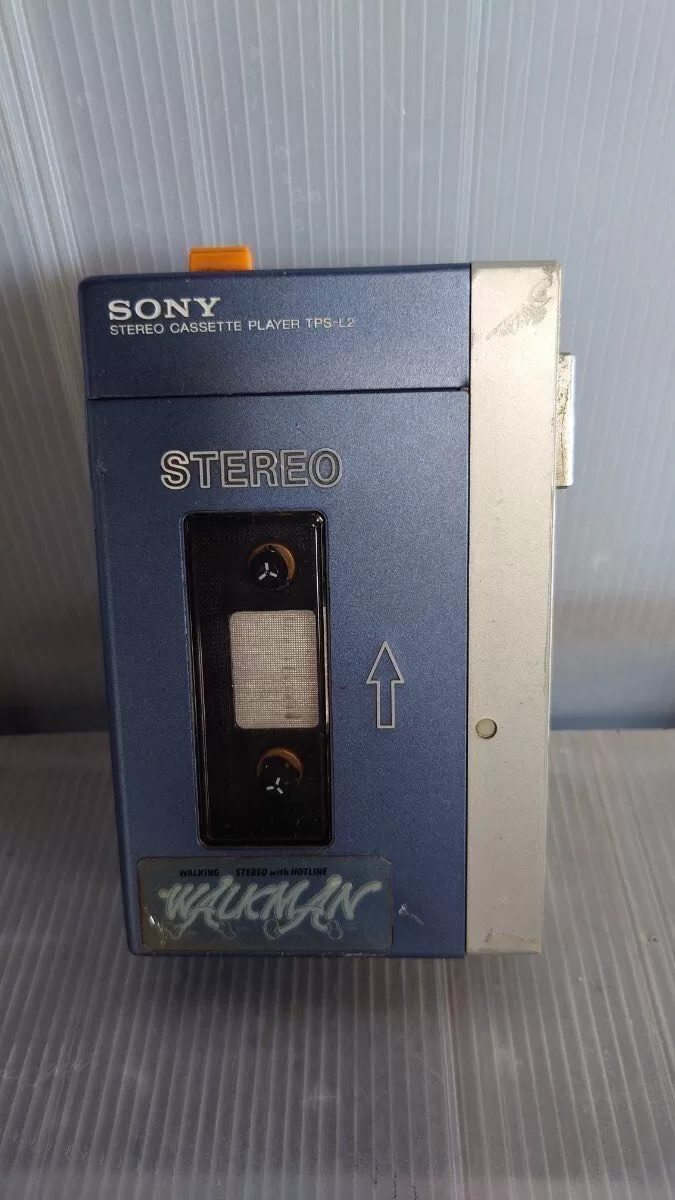 SONY
STEREO CASSETTE PLAYER TPS-L2
STEREO
WALKING STEREO with HOTLINE
WALKMAN